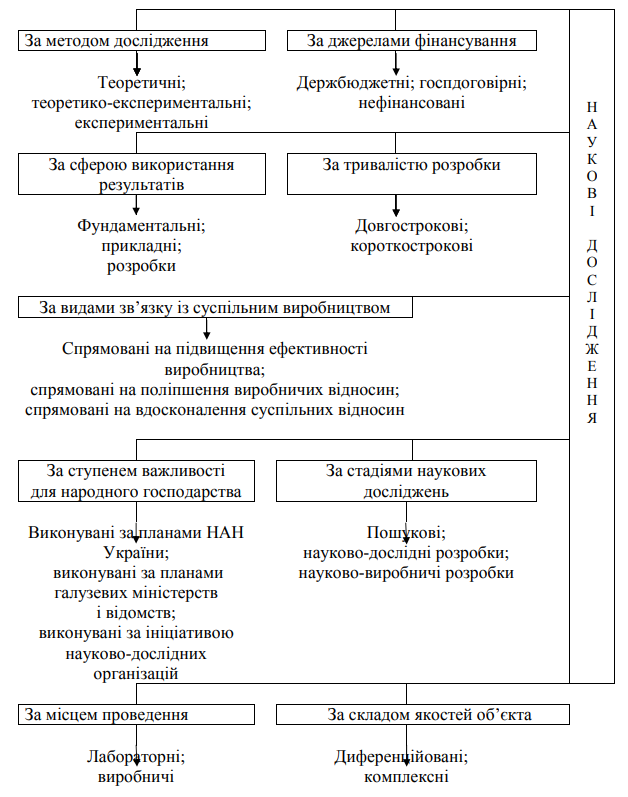 За методом дослідження
За джерелами фінансування
Теоретичні;
теоретико-експериментальні;
експериментальні
Держбюджетні; госпдоговірні;
нефінансовані
За сферою використання
результатів
За тривалістю розробки
Фундаментальні;
прикладні;
розробки
Довгострокові;
короткострокові
За видами зв’язку із суспільним виробництвом
Спрямовані на підвищення ефективності
виробництва;
спрямовані на поліпшення виробничих відносин;
спрямовані на вдосконалення суспільних відносин
За ступенем важливості
для народного господарства
За стадіями наукових
досліджень
Виконувані за планами НАН
України;
виконувані за планами
галузевих міністерств
і відомств;
виконувані за ініціативою
науково-дослідних
організацій
Пошукові;
науково-дослідні розробки;
науково-виробничі розробки
За місцем проведення
За складом якостей об’єкта
Лабораторні;
виробничі
Диференційовані;
комплексні
НАУКОВІ ДОСЛІДЖЕННЯ